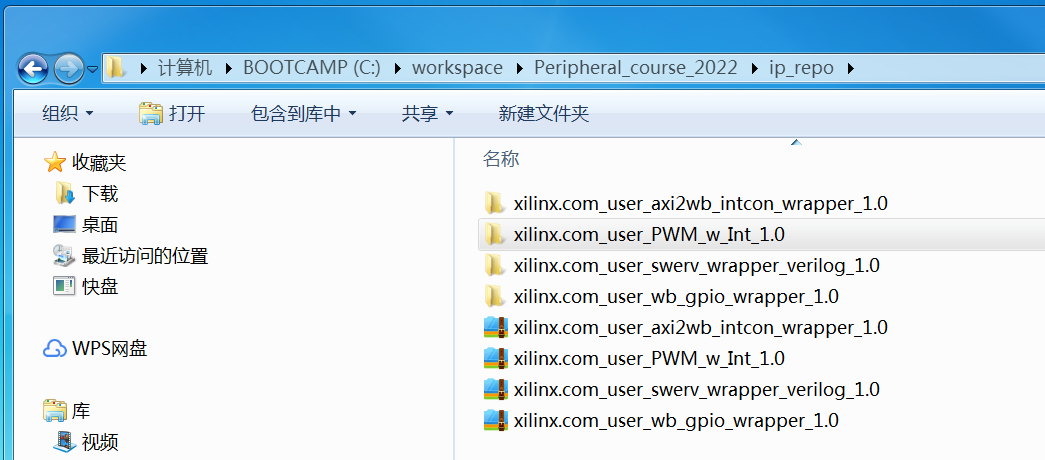 计算机 BOOTCAMP (C:) workspace Peripheral_course_2022 ip_repo
组织 打开 包含到库中 共享 新建文件夹
收藏夹
下载
桌面
最近访问的位置
快盘
WPS网盘
库
视频
名称
xilinx.com_user_axi2wb_intcon_wrapper_1.0
xilinx.com_user_PWM_w_Int_1.0
xilinx.com_user_swerv_wrapper_verilog_1.0
xilinx.com_user_wb_gpio_wrapper_1.0
xilinx.com_user_axi2wb_intcon_wrapper_1.0
xilinx.com_user_PWM_w_Int_1.0
xilinx.com_user_swerv_wrapper_verilog_1.0
xilinx.com_user_wb_gpio_wrapper_1.0